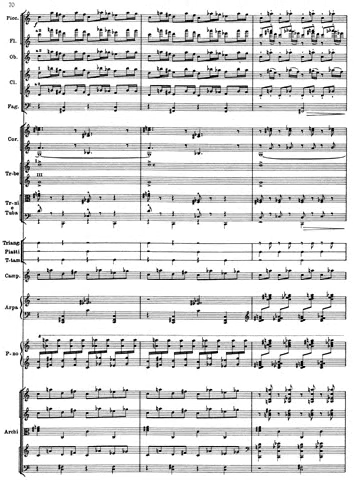 20
Picc.
Fl.
Ob.
Cl.
Fag.
Cor.
Tr-be
Tr-ni
e
Tuba
Triang.
Piatti
T-tam
Camp.
Arpa
P-no
Archi